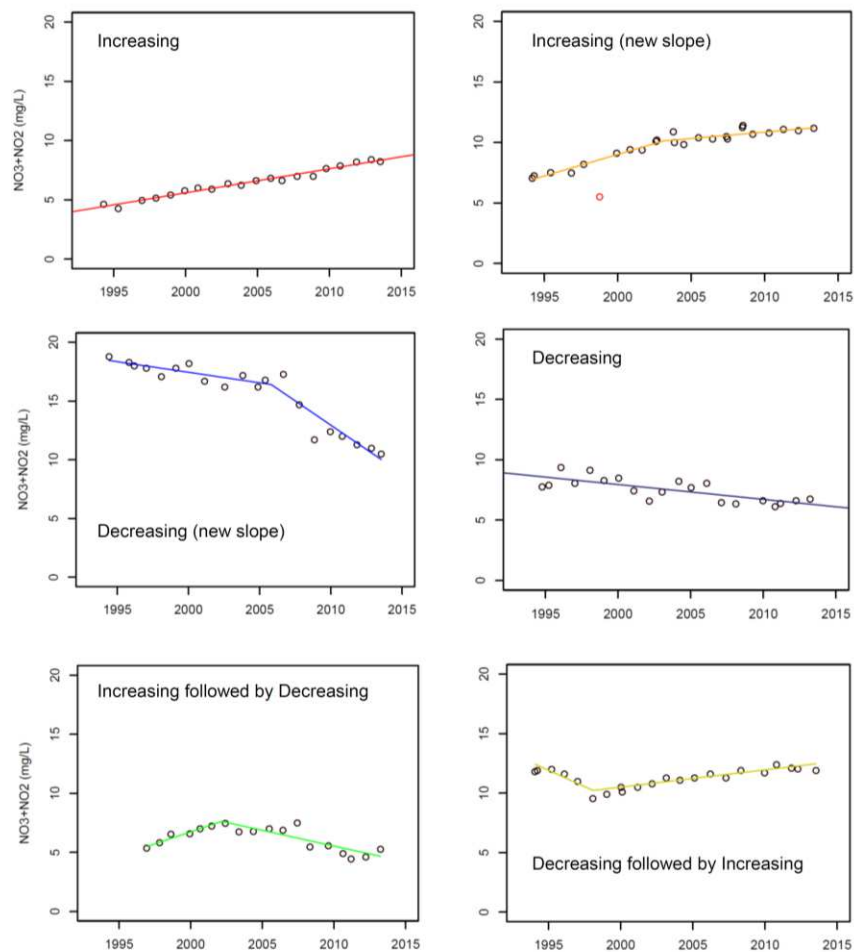 Increasing
NO3+NO2 (mg/L)
20
15
10
5
0
1995 2000 2005 2010 2015
Increasing (new slope)
20
15
10
5
0
1995 2000 2005 2010 2015
Decreasing (new slope)
NO3+NO2 (mg/L)
20
15
10
5
0
1995 2000 2005 2010 2015
Decreasing
20
15
10
5
0
1995 2000 2005 2010 2015
Increasing followed by Decreasing
NO3+NO2 (mg/L)
20
15
10
5
0
1995 2000 2005 2010 2015
Decreasing followed by Increasing
20
15
10
5
0
1995 2000 2005 2010 2015